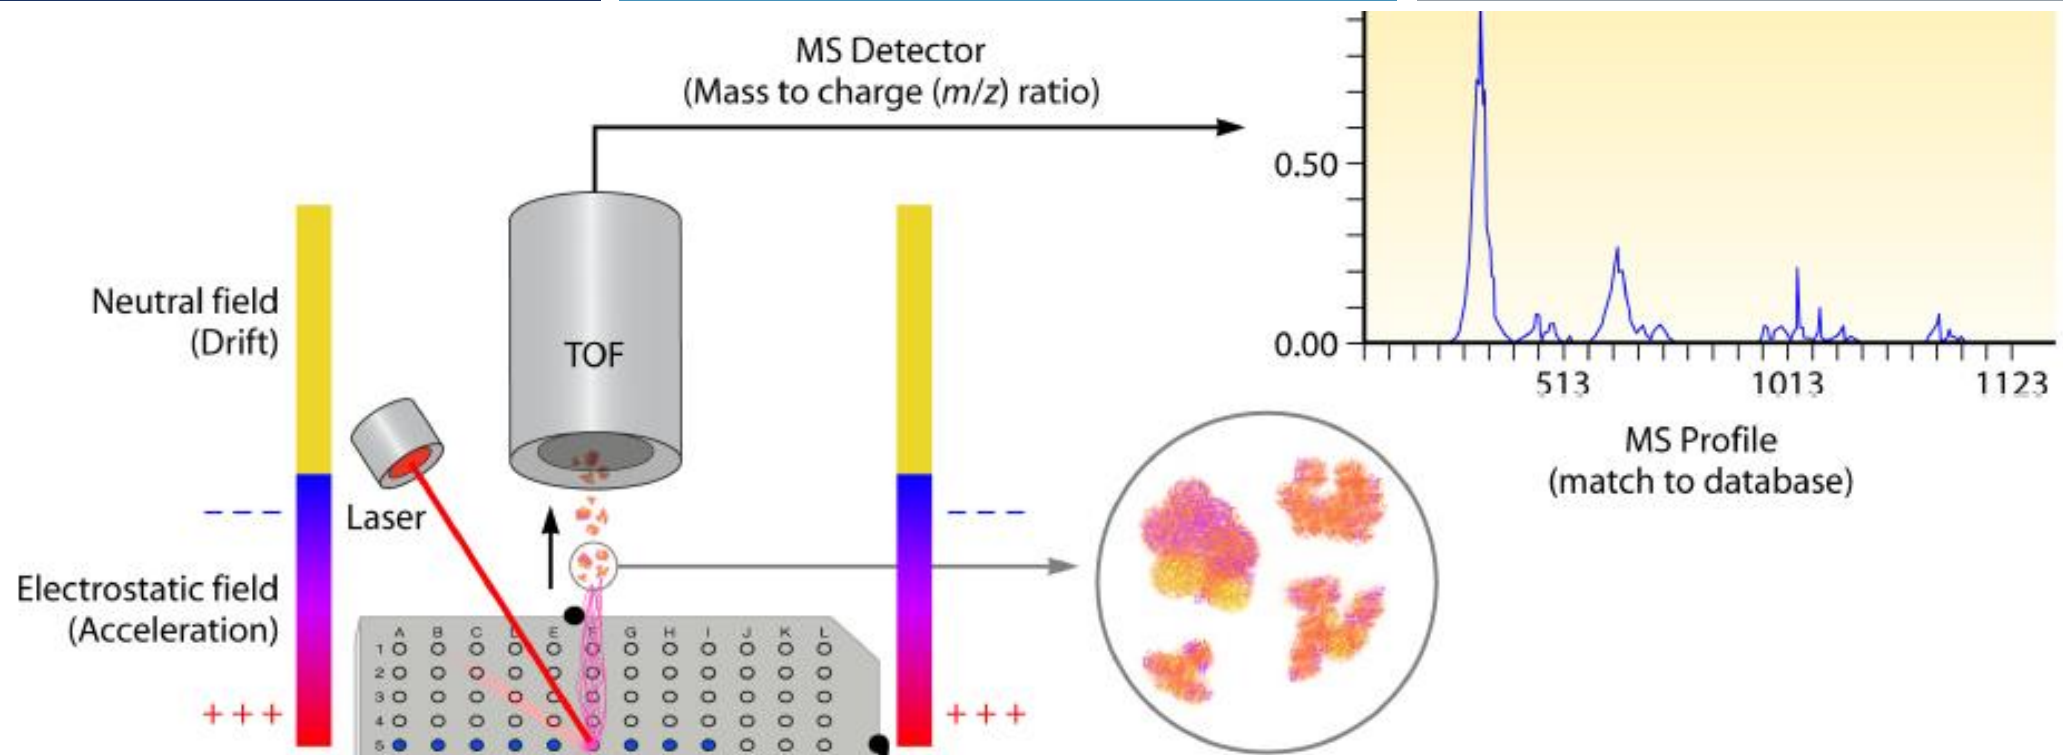 MS Detector
(Mass to charge (m/z) ratio)
0.50
0.00
513 1013 1123
MS Profile
(match to database)
Neutral field
(Drift)
TOF
Laser
– – –
– – –
Electrostatic field
(Acceleration)
+ + +
+ + +
A B C D E F G H I J K L
1
2
3
4
5